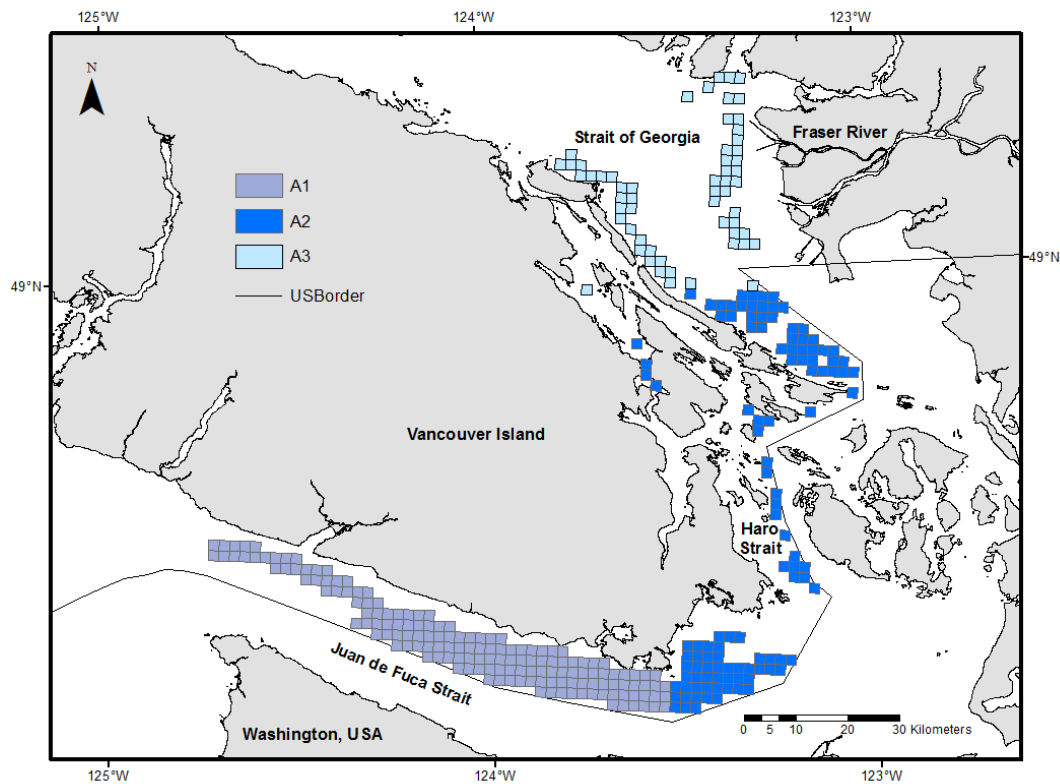 125°W
124°W
123°W
N
Strait of Georgia
Fraser River
A1
A2
A3
USBorder
49°N
49°N
Vancouver Island
Haro
Strait
Juan de Fuca Strait
Washington, USA
0 5 10 20 30 Kilometers
125°W
124°W
123°W